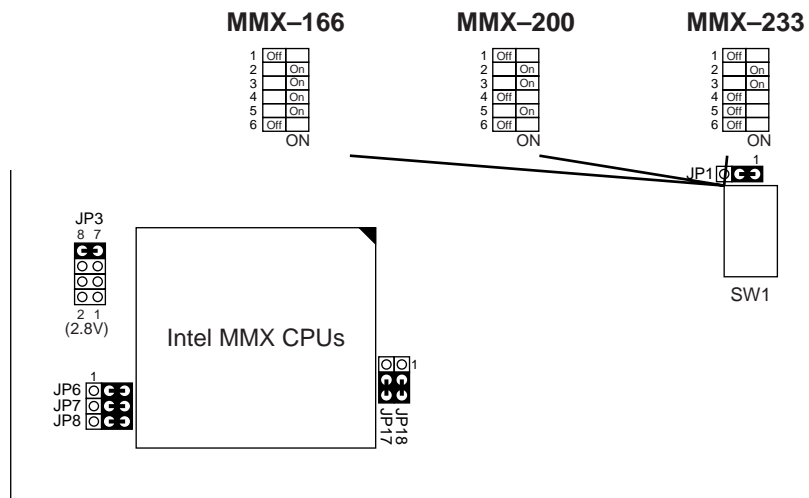 MMX–166 MMX–200 MMX–233
1 Off 1 Off 1 Off
2 On 2 On 2 On
3 On 3 On 3 On
4 On 4 Off 4 Off
5 On 5 On 5 Off
6 Off 6 Off 6 Off
ON ON ON
1
JP1
SW1
JP3
8 7
2 1
(2.8V)
Intel MMX CPUs
1
JP6
JP7
JP8
1
JP17
JP18